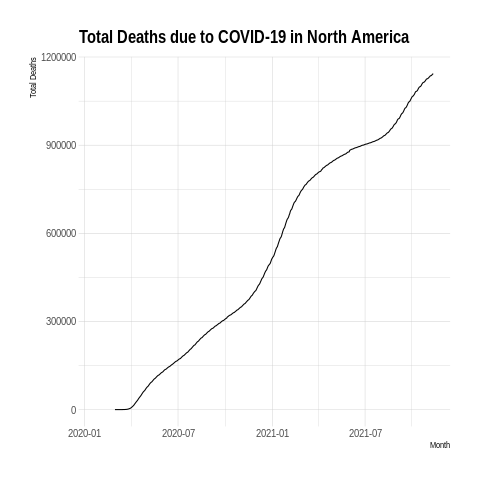 Total Deaths due to COVID-19 in North America
Total Deaths
1200000
900000
600000
300000
0
2020-01 2020-07 2021-01 2021-07
Month